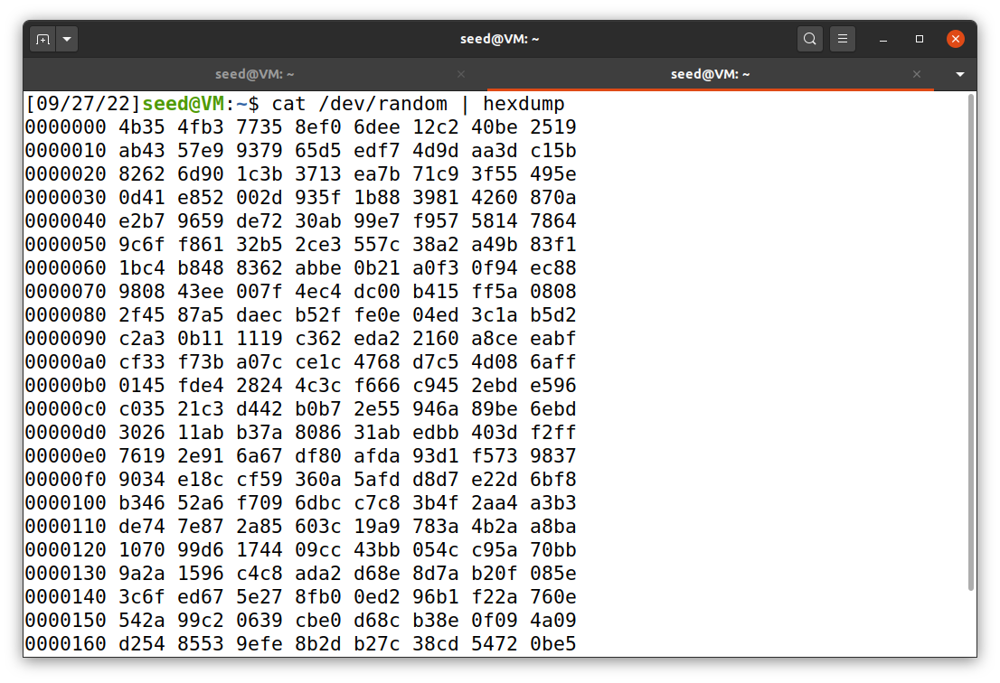 seed@VM: ~
seed@VM: ~ seed@VM: ~
[09/27/22]seed@VM:~$ cat /dev/random | hexdump
0000000 4b35 4fb3 7735 8ef0 6dee 12c2 40be 2519
0000010 ab43 57e9 9379 65d5 edf7 4d9d aa3d c15b
0000020 8262 6d90 1c3b 3713 ea7b 71c9 3f55 495e
0000030 0d41 e852 002d 935f 1b88 3981 4260 870a
0000040 e2b7 9659 de72 30ab 99e7 f957 5814 7864
0000050 9c6f f861 32b5 2ce3 557c 38a2 a49b 83f1
0000060 1bc4 b848 8362 abbe 0b21 a0f3 0f94 ec88
0000070 9808 43ee 007f 4ec4 dc00 b415 ff5a 0808
0000080 2f45 87a5 daec b52f fe0e 04ed 3c1a b5d2
0000090 c2a3 0b11 1119 c362 eda2 2160 a8ce eabf
00000a0 cf33 f73b a07c ce1c 4768 d7c5 4d08 6aff
00000b0 0145 fde4 2824 4c3c f666 c945 2ebd e596
00000c0 c035 21c3 d442 b0b7 2e55 946a 89be 6ebd
00000d0 3026 11ab b37a 8086 31ab edbb 403d f2ff
00000e0 7619 2e91 6a67 df80 afda 93d1 f573 9837
00000f0 9034 e18c cf59 360a 5afd d8d7 e22d 6bf8
0000100 b346 52a6 f709 6dbc c7c8 3b4f 2aa4 a3b3
0000110 de74 7e87 2a85 603c 19a9 783a 4b2a a8ba
0000120 1070 99d6 1744 09cc 43bb 054c c95a 70bb
0000130 9a2a 1596 c4c8 ada2 d68e 8d7a b20f 085e
0000140 3c6f ed67 5e27 8fb0 0ed2 96b1 f22a 760e
0000150 542a 99c2 0639 cbe0 d68c b38e 0f09 4a09
0000160 d254 8553 9efe 8b2d b27c 38cd 5472 0be5